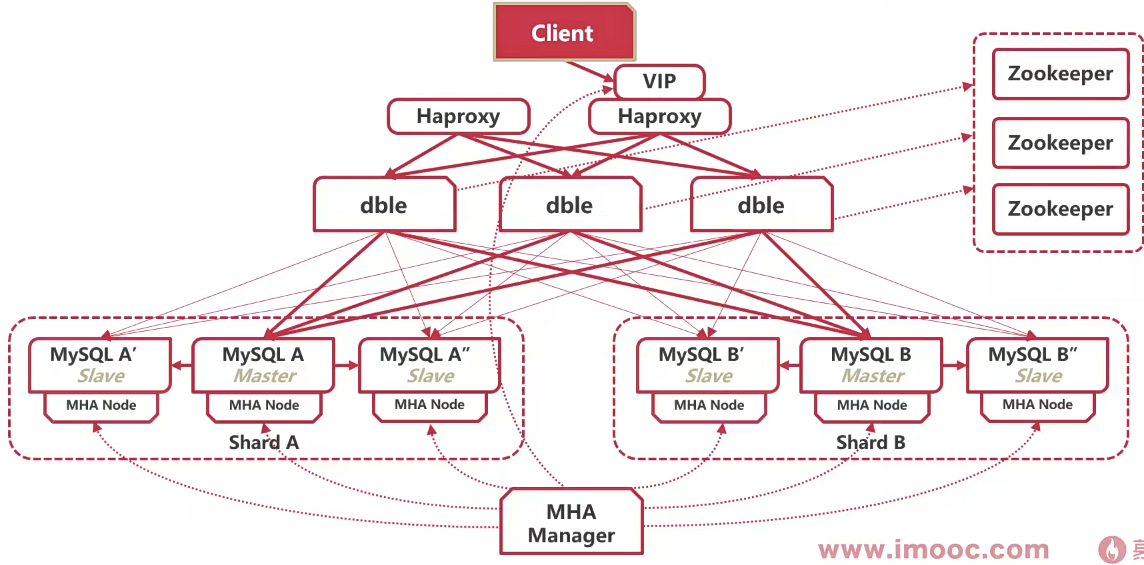 Client
VIP
Haproxy
Haproxy
Zookeeper
Zookeeper
Zookeeper
dble
dble
dble
MySQL A′
Slave
MHA Node
MySQL A
Master
MHA Node
MySQL A″
Slave
MHA Node
Shard A
MySQL B′
Slave
MHA Node
MySQL B
Master
MHA Node
MySQL B″
Slave
MHA Node
Shard B
MHA
Manager
www.imooc.com